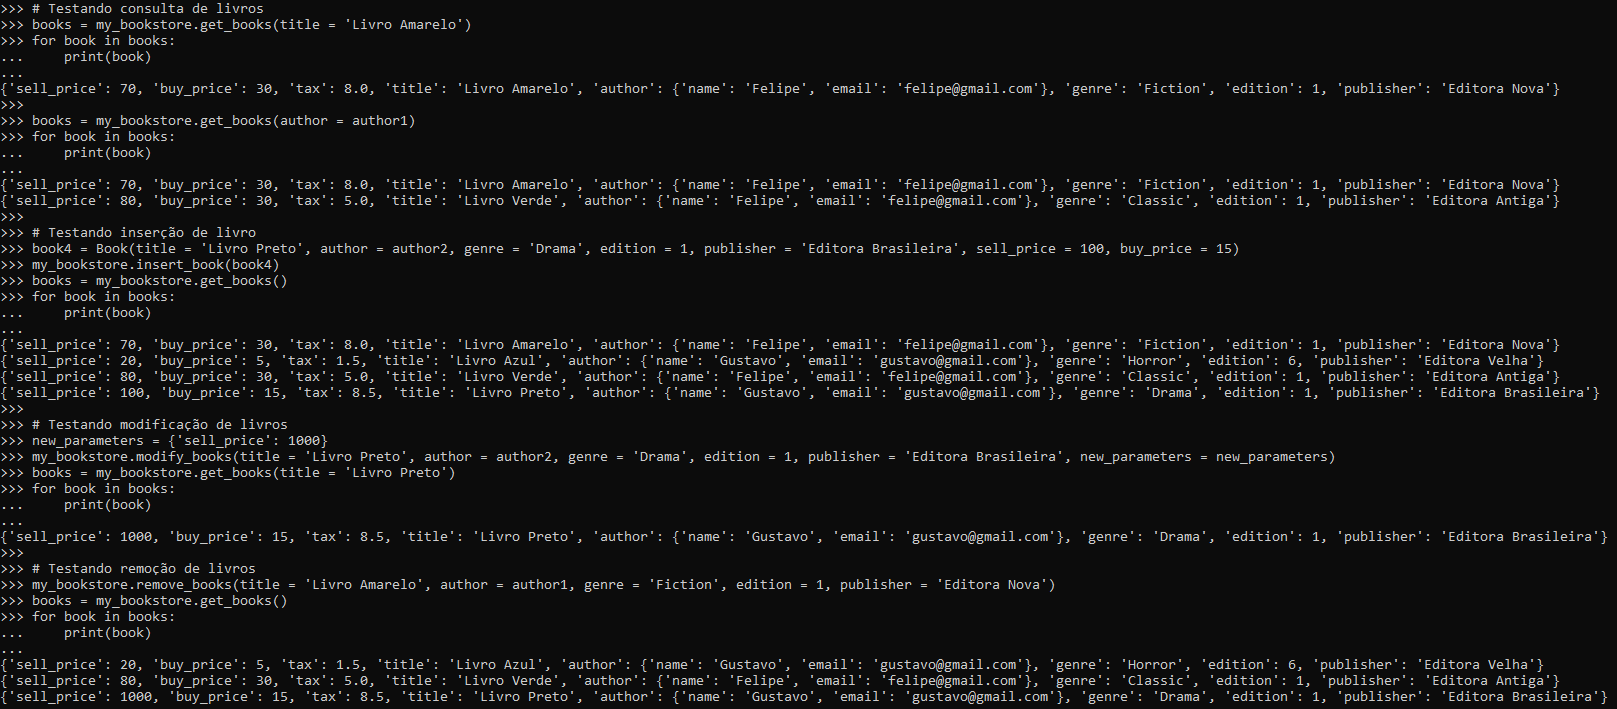 >>> # Testando consulta de livros
>>> books = my_bookstore.get_books(title = 'Livro Amarelo')
>>> for book in books:
...     print(book)
...
{'sell_price': 70, 'buy_price': 30, 'tax': 8.0, 'title': 'Livro Amarelo', 'author': {'name': 'Felipe', 'email': 'felipe@gmail.com'}, 'genre': 'Fiction', 'edition': 1, 'publisher': 'Editora Nova'}
>>>
>>> books = my_bookstore.get_books(author = author1)
>>> for book in books:
...     print(book)
...
{'sell_price': 70, 'buy_price': 30, 'tax': 8.0, 'title': 'Livro Amarelo', 'author': {'name': 'Felipe', 'email': 'felipe@gmail.com'}, 'genre': 'Fiction', 'edition': 1, 'publisher': 'Editora Nova'}
{'sell_price': 80, 'buy_price': 30, 'tax': 5.0, 'title': 'Livro Verde', 'author': {'name': 'Felipe', 'email': 'felipe@gmail.com'}, 'genre': 'Classic', 'edition': 1, 'publisher': 'Editora Antiga'}
>>>
>>> # Testando inserção de livro
>>> book4 = Book(title = 'Livro Preto', author = author2, genre = 'Drama', edition = 1, publisher = 'Editora Brasileira', sell_price = 100, buy_price = 15)
>>> my_bookstore.insert_book(book4)
>>> books = my_bookstore.get_books()
>>> for book in books:
...     print(book)
...
{'sell_price': 70, 'buy_price': 30, 'tax': 8.0, 'title': 'Livro Amarelo', 'author': {'name': 'Felipe', 'email': 'felipe@gmail.com'}, 'genre': 'Fiction', 'edition': 1, 'publisher': 'Editora Nova'}
{'sell_price': 20, 'buy_price': 5, 'tax': 1.5, 'title': 'Livro Azul', 'author': {'name': 'Gustavo', 'email': 'gustavo@gmail.com'}, 'genre': 'Horror', 'edition': 6, 'publisher': 'Editora Velha'}
{'sell_price': 80, 'buy_price': 30, 'tax': 5.0, 'title': 'Livro Verde', 'author': {'name': 'Felipe', 'email': 'felipe@gmail.com'}, 'genre': 'Classic', 'edition': 1, 'publisher': 'Editora Antiga'}
{'sell_price': 100, 'buy_price': 15, 'tax': 8.5, 'title': 'Livro Preto', 'author': {'name': 'Gustavo', 'email': 'gustavo@gmail.com'}, 'genre': 'Drama', 'edition': 1, 'publisher': 'Editora Brasileira'}
>>>
>>> # Testando modificação de livros
>>> new_parameters = {'sell_price': 1000}
>>> my_bookstore.modify_books(title = 'Livro Preto', author = author2, genre = 'Drama', edition = 1, publisher = 'Editora Brasileira', new_parameters = new_parameters)
>>> books = my_bookstore.get_books(title = 'Livro Preto')
>>> for book in books:
...     print(book)
...
{'sell_price': 1000, 'buy_price': 15, 'tax': 8.5, 'title': 'Livro Preto', 'author': {'name': 'Gustavo', 'email': 'gustavo@gmail.com'}, 'genre': 'Drama', 'edition': 1, 'publisher': 'Editora Brasileira'}
>>>
>>> # Testando remoção de livros
>>> my_bookstore.remove_books(title = 'Livro Amarelo', author = author1, genre = 'Fiction', edition = 1, publisher = 'Editora Nova')
>>> books = my_bookstore.get_books()
>>> for book in books:
...     print(book)
...
{'sell_price': 20, 'buy_price': 5, 'tax': 1.5, 'title': 'Livro Azul', 'author': {'name': 'Gustavo', 'email': 'gustavo@gmail.com'}, 'genre': 'Horror', 'edition': 6, 'publisher': 'Editora Velha'}
{'sell_price': 80, 'buy_price': 30, 'tax': 5.0, 'title': 'Livro Verde', 'author': {'name': 'Felipe', 'email': 'felipe@gmail.com'}, 'genre': 'Classic', 'edition': 1, 'publisher': 'Editora Antiga'}
{'sell_price': 1000, 'buy_price': 15, 'tax': 8.5, 'title': 'Livro Preto', 'author': {'name': 'Gustavo', 'email': 'gustavo@gmail.com'}, 'genre': 'Drama', 'edition': 1, 'publisher': 'Editora Brasileira'}